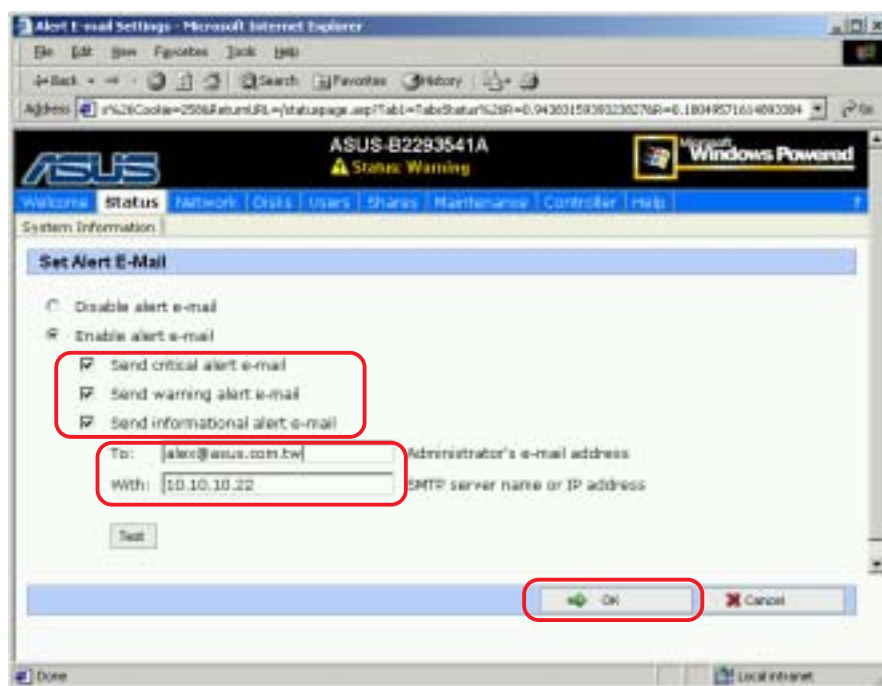 Alert E-mail Settings - Microsoft Internet Explorer
File Edit View Favorites Tools Help
Back Search Favorites History
Address Go
ASUS
ASUS-B2293541A
Status: Warning
Microsoft
Windows Powered
Welcome Status Network Disks Users Shares Maintenance Controller Help ?
System Information
Set Alert E-Mail
Disable alert e-mail
Enable alert e-mail
Send critical alert e-mail
Send warning alert e-mail
Send informational alert e-mail
To: alex@asus.com.tw Administrator's e-mail address
With: 10.10.10.22 SMTP server name or IP address
Test
OK Cancel
Done Local intranet